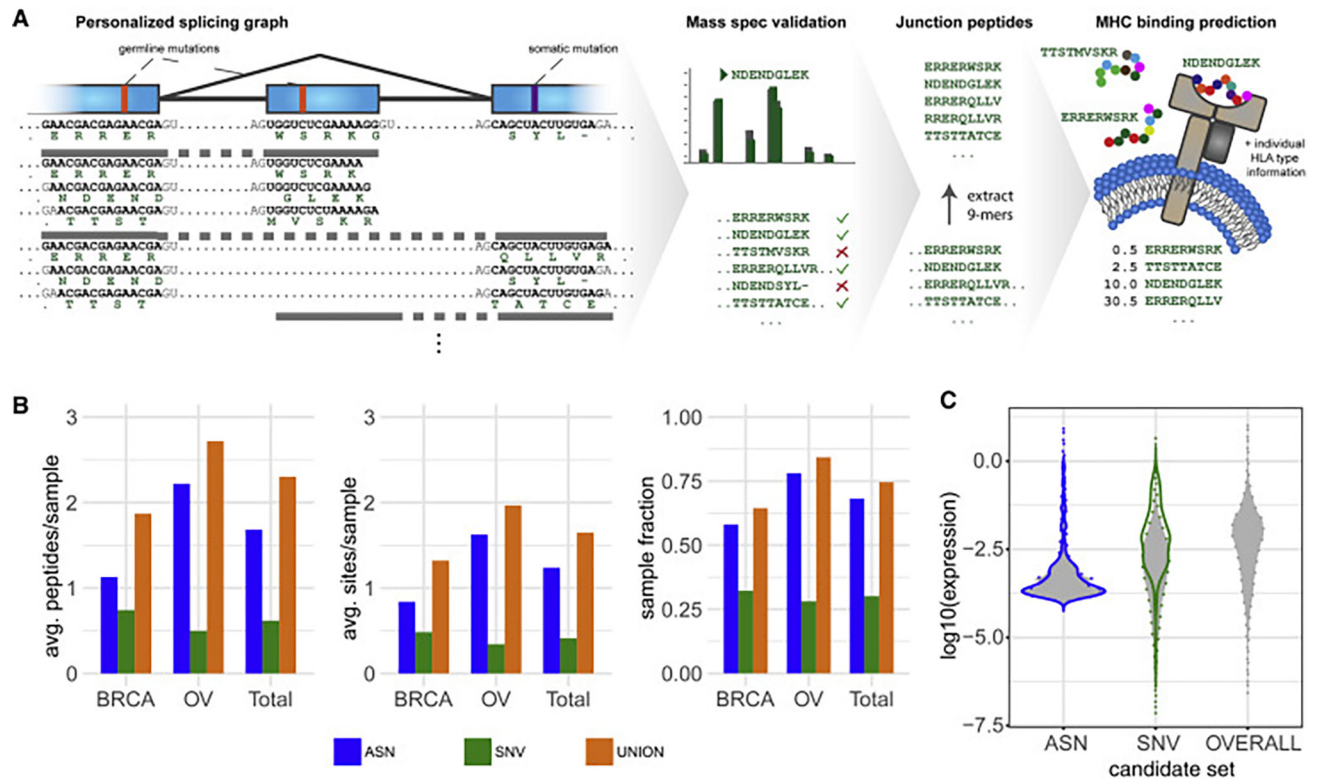 A
Personalized splicing graph
Mass spec validation
Junction peptides
MHC binding prediction
germline mutations
somatic mutation
GAACGACGAGAACGAGU
AGUGGUCUCGAAAAGGGU
AGCAGCUACUUGUGAGA
E R R E R
W S R K G
S Y L -
GAACGACGAGAACGAGU
AGUGGUCUCGAAAA
E R R E R
W S R K
GAACGACGAGAACGAGU
AGUGGUCUCGAAAAG
N D E N D
G L E K
GAACGACGAGAACGAGU
AGUGGUCUCUAAAAGA
T T S T
M V S K R
GAACGACGAGAACGAGU
AGCAGCUACUUGUGAGA
E R R E R
Q L L V R
GAACGACGAGAACGAGU
AGCAGCUACUUGUGAGA
N D E N D
S Y L -
GAACGACGAGAACGAGU
AGCAGCUACUUGUGAGA
T T S T
T A T C E
NDENDGLEK
..ERRERWSRK ✓
..NDENDGLEK ✓
..TTSTMVSKR ✗
..ERRERQLLVR.. ✓
..NDENDSYL- ✗
..TTSTTATCE.. ✓
...
ERRERWSRK
NDENDGLEK
ERRERQLLV
RRERQLLVR
TTSTTATCE
...
extract
9-mers
..ERRERWSRK
..NDENDGLEK
..ERRERQLLVR..
..TTSTTATCE..
...
TTSTMVSKR
NDENDGLEK
ERRERWSRK
+ individual
HLA type
information
0.5 ERRERWSRK
2.5 TTSTTATCE
10.0 NDENDGLEK
30.5 ERRERQLLV
...
B
avg. peptides/sample
3
2
1
0
BRCA OV Total
avg. sites/sample
3
2
1
0
BRCA OV Total
sample fraction
1.00
0.75
0.50
0.25
0.00
BRCA OV Total
ASN SNV UNION
C
log10(expression)
0.0
−2.5
−5.0
−7.5
ASN SNV OVERALL
candidate set